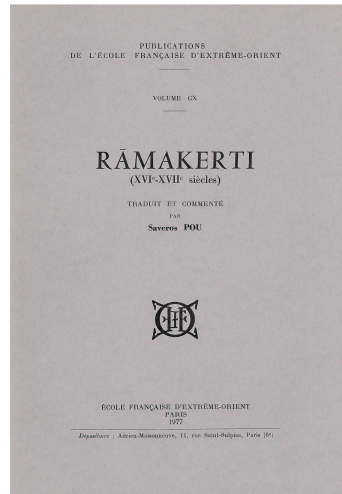 PUBLICATIONS
DE L'ÉCOLE FRANÇAISE D'EXTRÊME-ORIENT
VOLUME CX
RĀMAKERTI
(XVIᵉ-XVIIᵉ siècles)
TRADUIT ET COMMENTÉ
PAR
Saveros POU
ÉCOLE FRANÇAISE D'EXTRÊME-ORIENT
PARIS
1977
Dépositaire : Adrien-Maisonneuve, 11, rue Saint-Sulpice, Paris (6ᵉ)